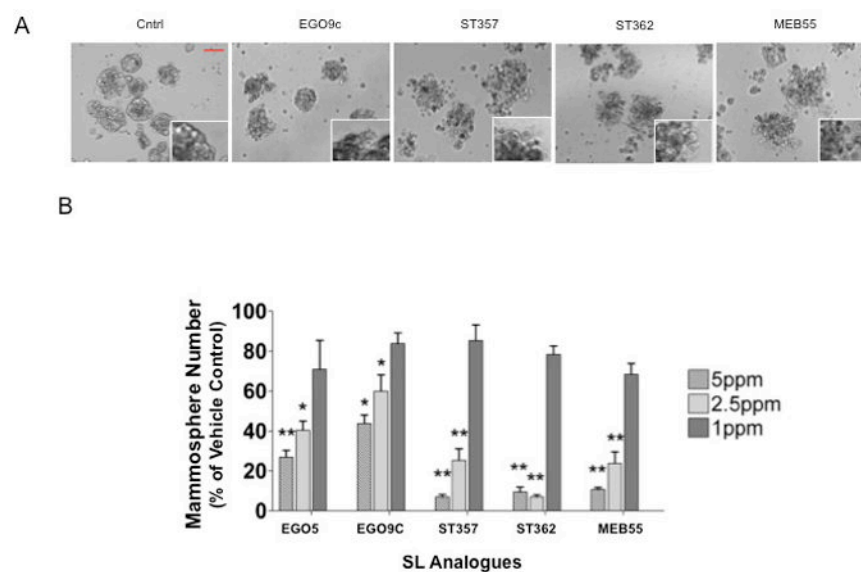 A
Cntrl EGO9c ST357 ST362 MEB55
B
Mammosphere Number
(% of Vehicle Control)
100
80
60
40
20
0
** * * * ** ** ** ** ** **
5ppm
2.5ppm
1ppm
EGO5 EGO9C ST357 ST362 MEB55
SL Analogues